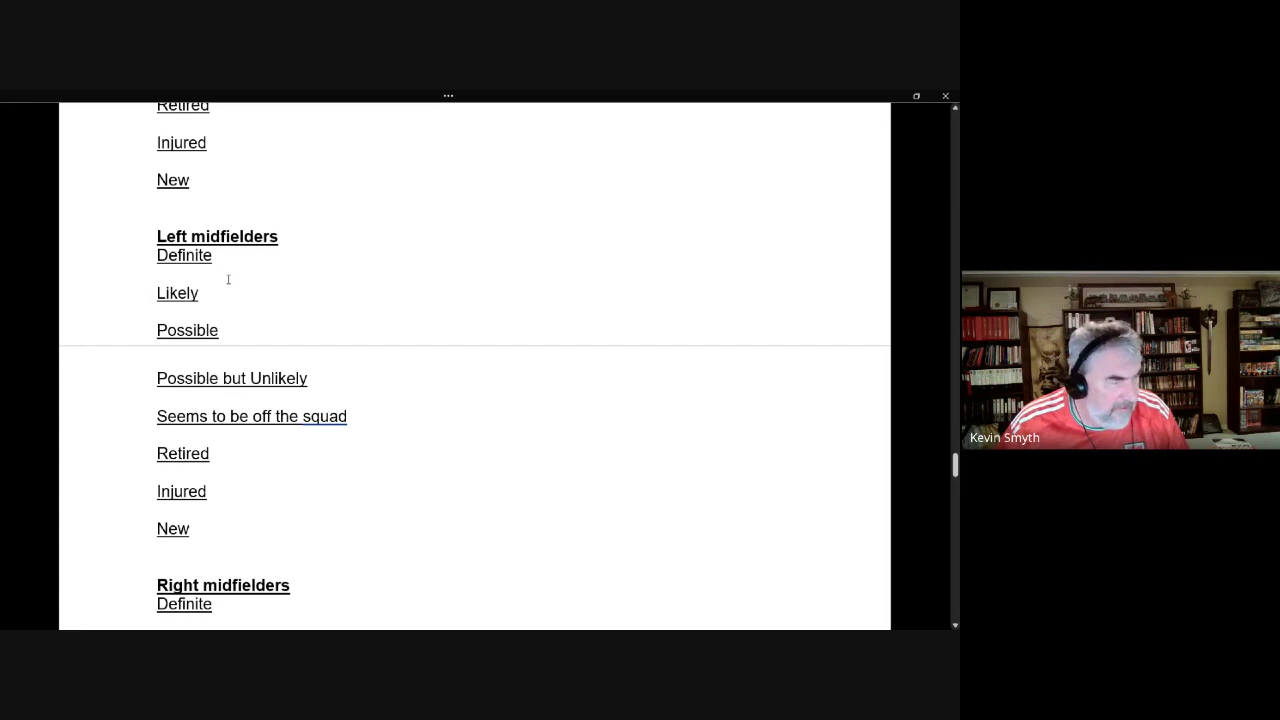 Retired
Injured
New
Left midfielders
Definite
Likely
Possible
Possible but Unlikely
Seems to be off the squad
Retired
Injured
New
Right midfielders
Definite
Kevin Smyth